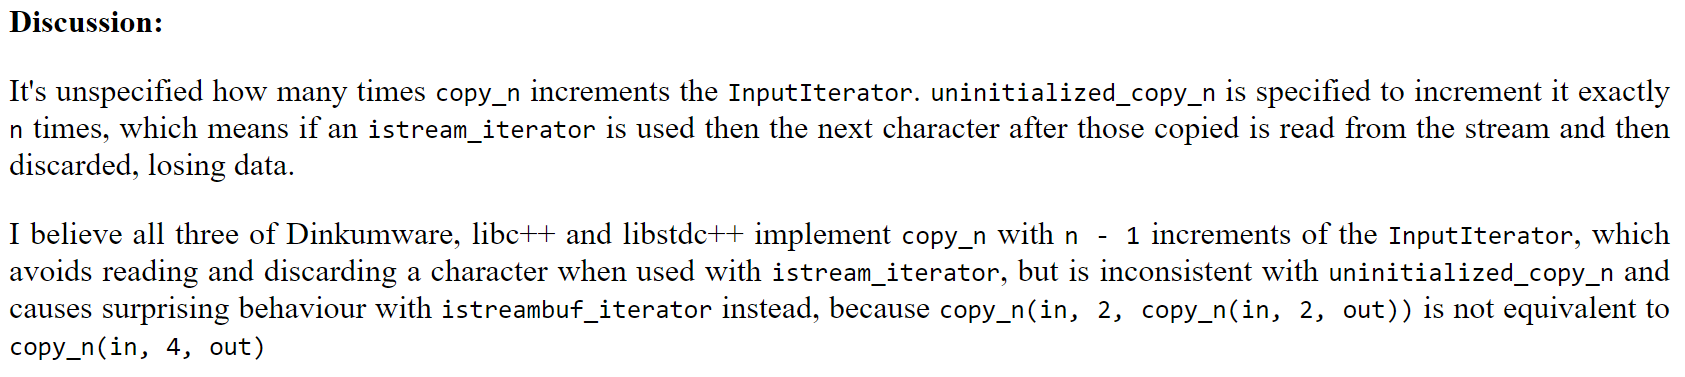 Discussion:
It's unspecified how many times copy_n increments the InputIterator. uninitialized_copy_n is specified to increment it exactly
n times, which means if an istream_iterator is used then the next character after those copied is read from the stream and then
discarded, losing data.
I believe all three of Dinkumware, libc++ and libstdc++ implement copy_n with n - 1 increments of the InputIterator, which
avoids reading and discarding a character when used with istream_iterator, but is inconsistent with uninitialized_copy_n and
causes surprising behaviour with istreambuf_iterator instead, because copy_n(in, 2, copy_n(in, 2, out)) is not equivalent to
copy_n(in, 4, out)